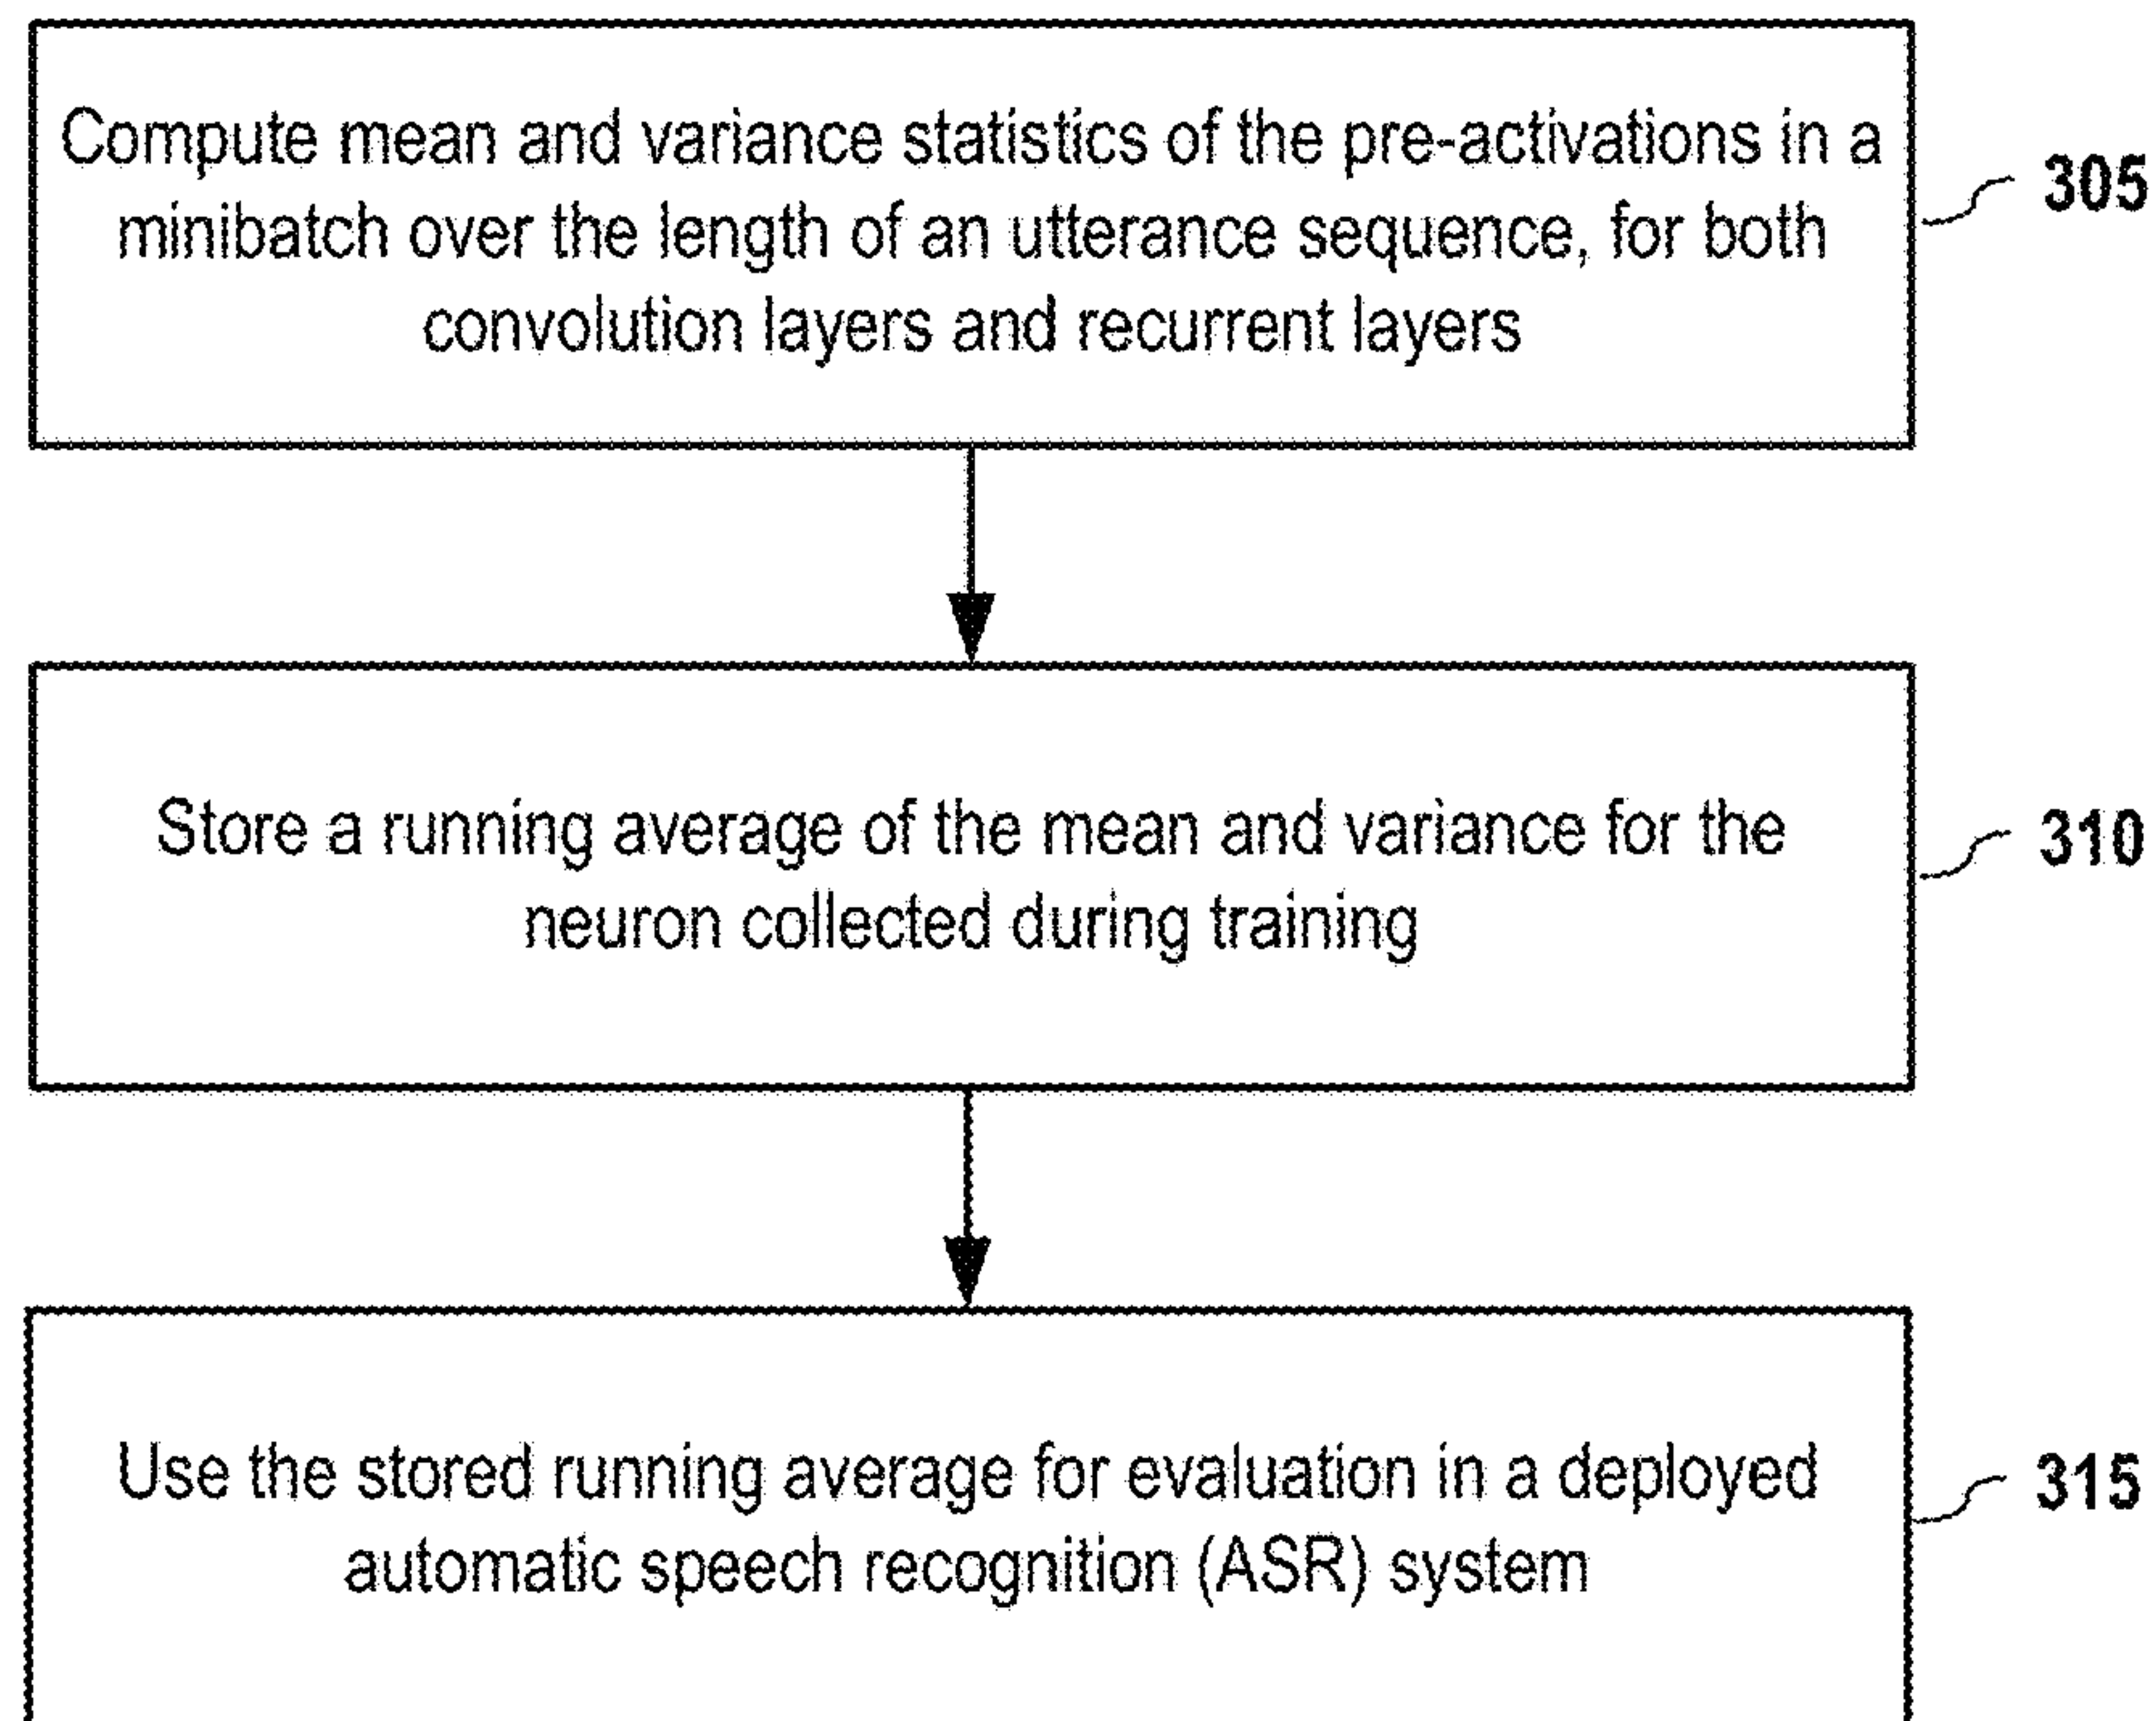 Compute mean and variance statistics of the pre-activations in a
minibatch over the length of an utterance sequence, for both
convolution layers and recurrent layers
305
Store a running average of the mean and variance for the
neuron collected during training
310
Use the stored running average for evaluation in a deployed
automatic speech recognition (ASR) system
315